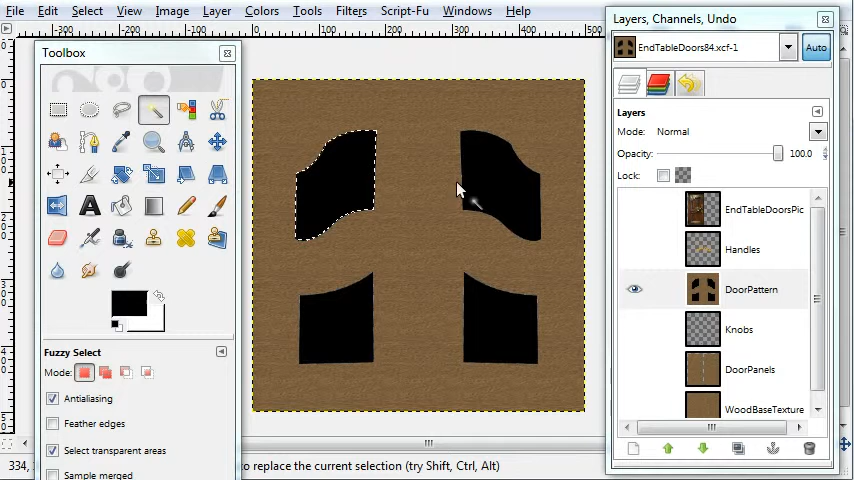 File Edit Select View Image Layer Colors Tools Filters Script-Fu Windows Help
-300 -200 -100 0 100 200 300 400 500
Toolbox
Fuzzy Select
Mode:
Antialiasing
Feather edges
Select transparent areas
Sample merged
334, to replace the current selection (try Shift, Ctrl, Alt)
Layers, Channels, Undo
EndTableDoors84.xcf-1
Auto
Layers
Mode: Normal
Opacity: 100.0
Lock:
EndTableDoorsPic
Handles
DoorPattern
Knobs
DoorPanels
WoodBaseTexture